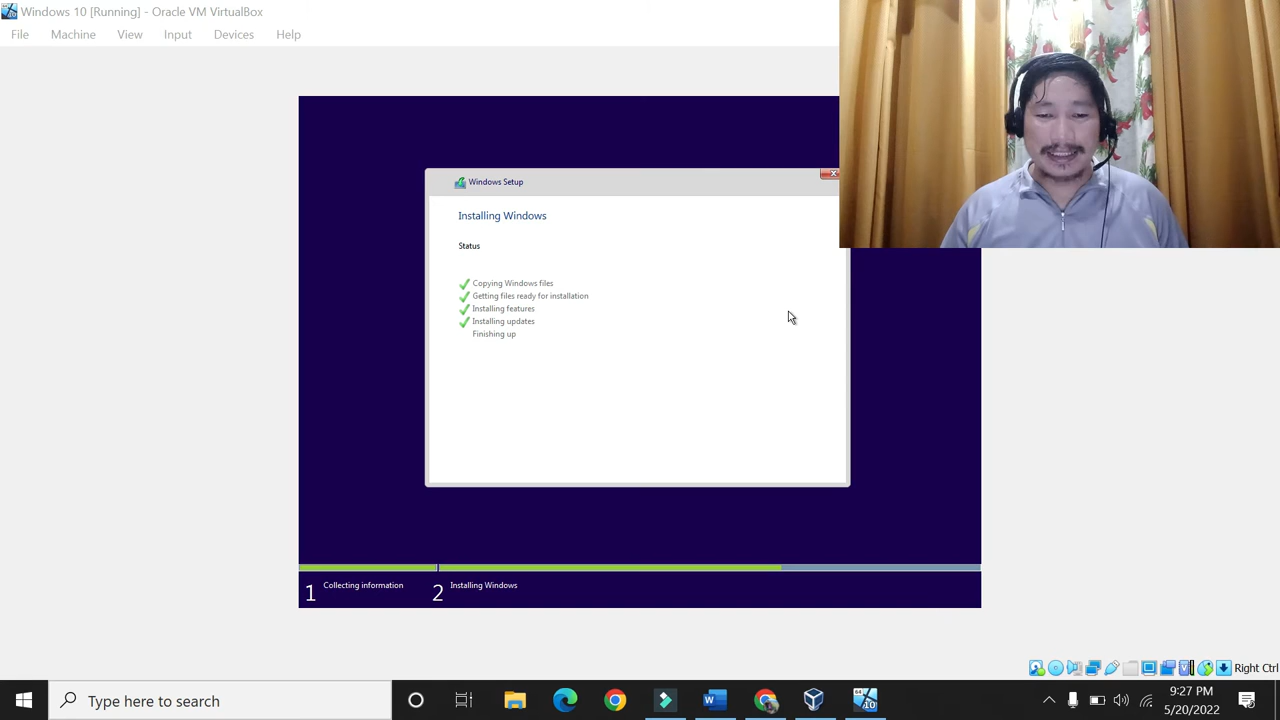 Windows 10 [Running] - Oracle VM VirtualBox
File Machine View Input Devices Help
Windows Setup
Installing Windows
Status
Copying Windows files
Getting files ready for installation
Installing features
Installing updates
Finishing up
1 Collecting information 2 Installing Windows
Right Ctrl
Type here to search
9:27 PM
5/20/2022